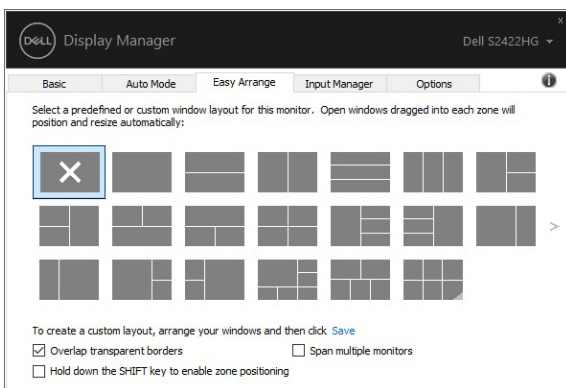 x
DELL Display Manager
Dell S2422HG
Basic Auto Mode Easy Arrange Input Manager Options i
Select a predefined or custom window layout for this monitor. Open windows dragged into each zone will
position and resize automatically:
>
To create a custom layout, arrange your windows and then click Save
Overlap transparent borders Span multiple monitors
Hold down the SHIFT key to enable zone positioning